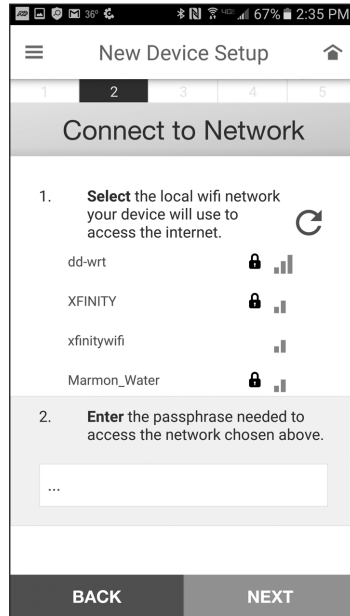 36° 4G 67% 2:35 PM
New Device Setup
1 2 3 4 5
Connect to Network
1. Select the local wifi network
your device will use to
access the internet.
dd-wrt
XFINITY
xfinitywifi
Marmon_Water
2. Enter the passphrase needed to
access the network chosen above.
...
BACK NEXT